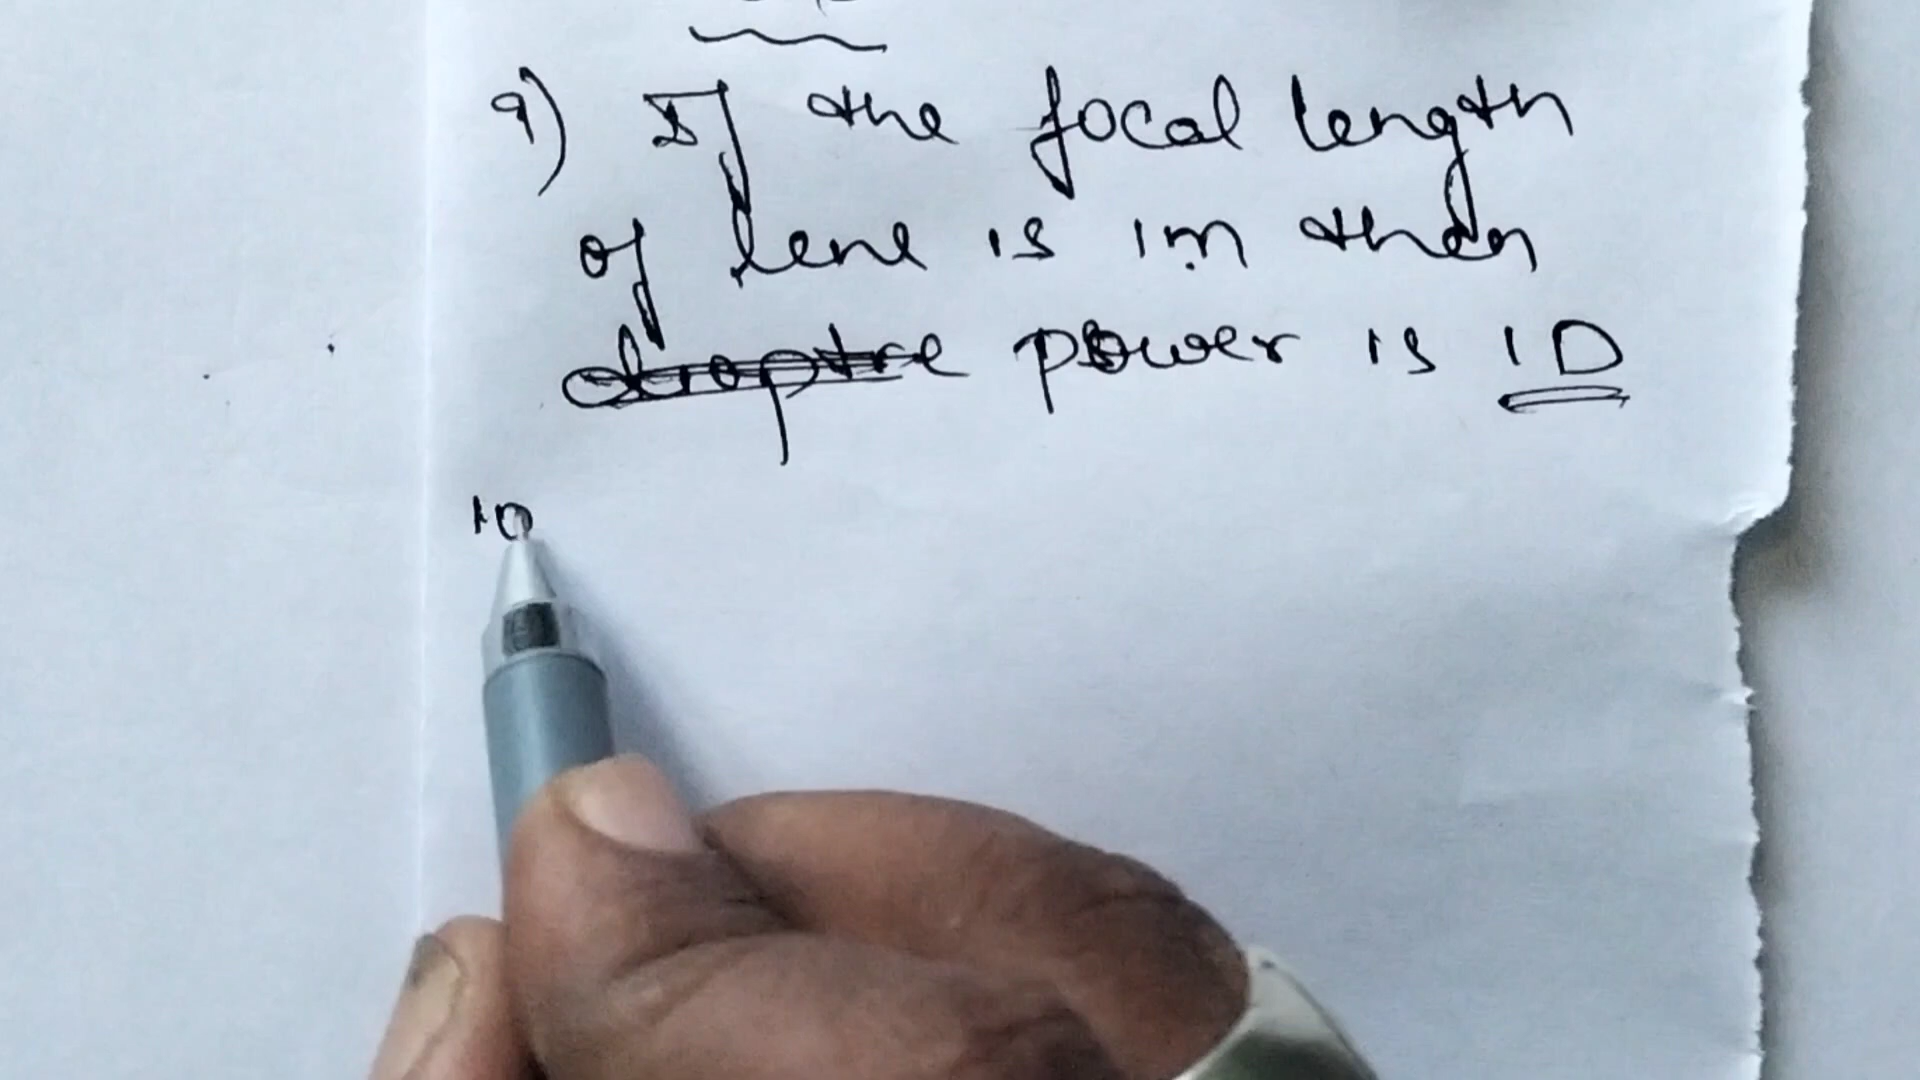 9) If the focal length
of lens is 1m then
power is 1D
10